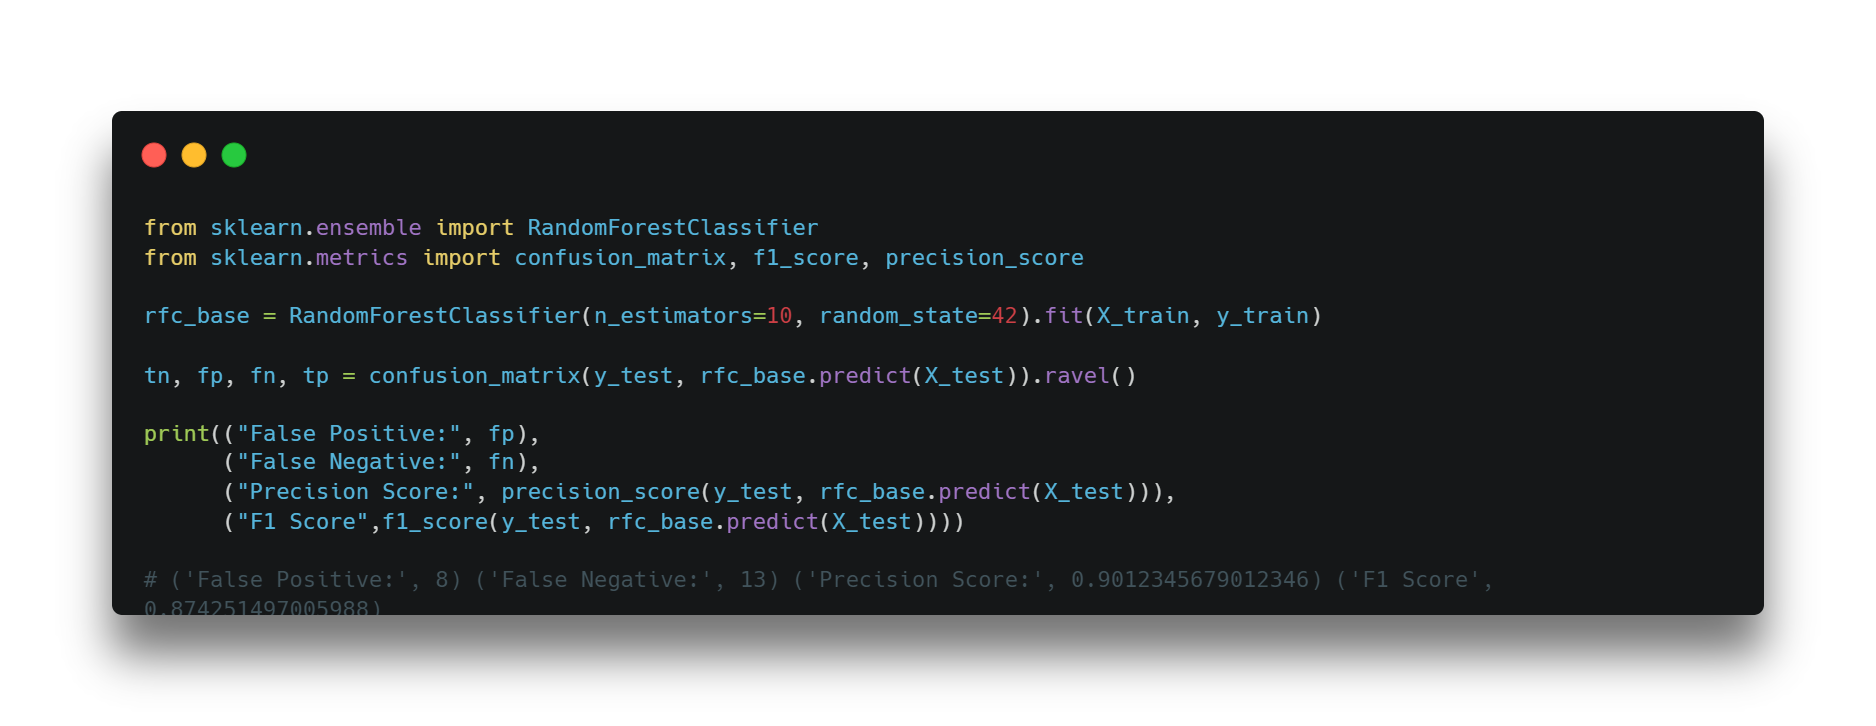 from sklearn.ensemble import RandomForestClassifier
from sklearn.metrics import confusion_matrix, f1_score, precision_score
rfc_base = RandomForestClassifier(n_estimators=10, random_state=42).fit(X_train, y_train)
tn, fp, fn, tp = confusion_matrix(y_test, rfc_base.predict(X_test)).ravel()
print(("False Positive:", fp),
      ("False Negative:", fn),
      ("Precision Score:", precision_score(y_test, rfc_base.predict(X_test))),
      ("F1 Score",f1_score(y_test, rfc_base.predict(X_test))))
# ('False Positive:', 8) ('False Negative:', 13) ('Precision Score:', 0.9012345679012346) ('F1 Score',
0.874251497005988)